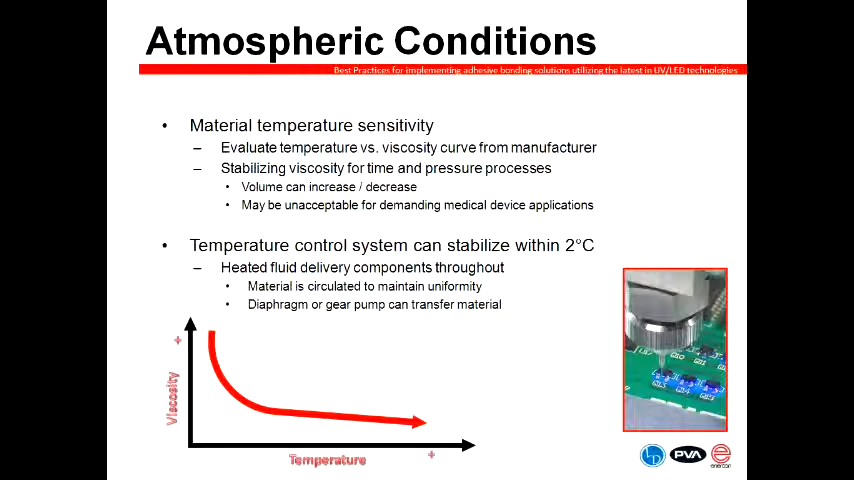 Atmospheric Conditions
Best Practices for implementing adhesive bonding solutions utilizing the latest in UV/LED technologies
• Material temperature sensitivity
– Evaluate temperature vs. viscosity curve from manufacturer
– Stabilizing viscosity for time and pressure processes
• Volume can increase / decrease
• May be unacceptable for demanding medical device applications
• Temperature control system can stabilize within 2°C
– Heated fluid delivery components throughout
• Material is circulated to maintain uniformity
• Diaphragm or gear pump can transfer material
+
Viscosity
Temperature
+
PVA
enercon